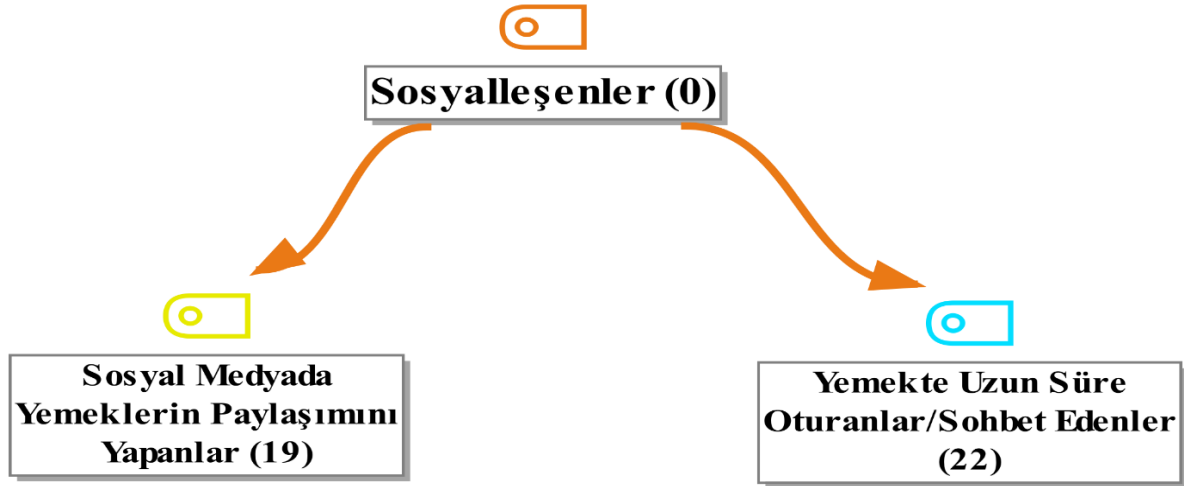 Sosyalleşenler (0)
Sosyal Medyada
Yemeklerin Paylaşımını
Yapanlar (19)
Yemekte Uzun Süre
Oturanlar/Sohbet Edenler
(22)